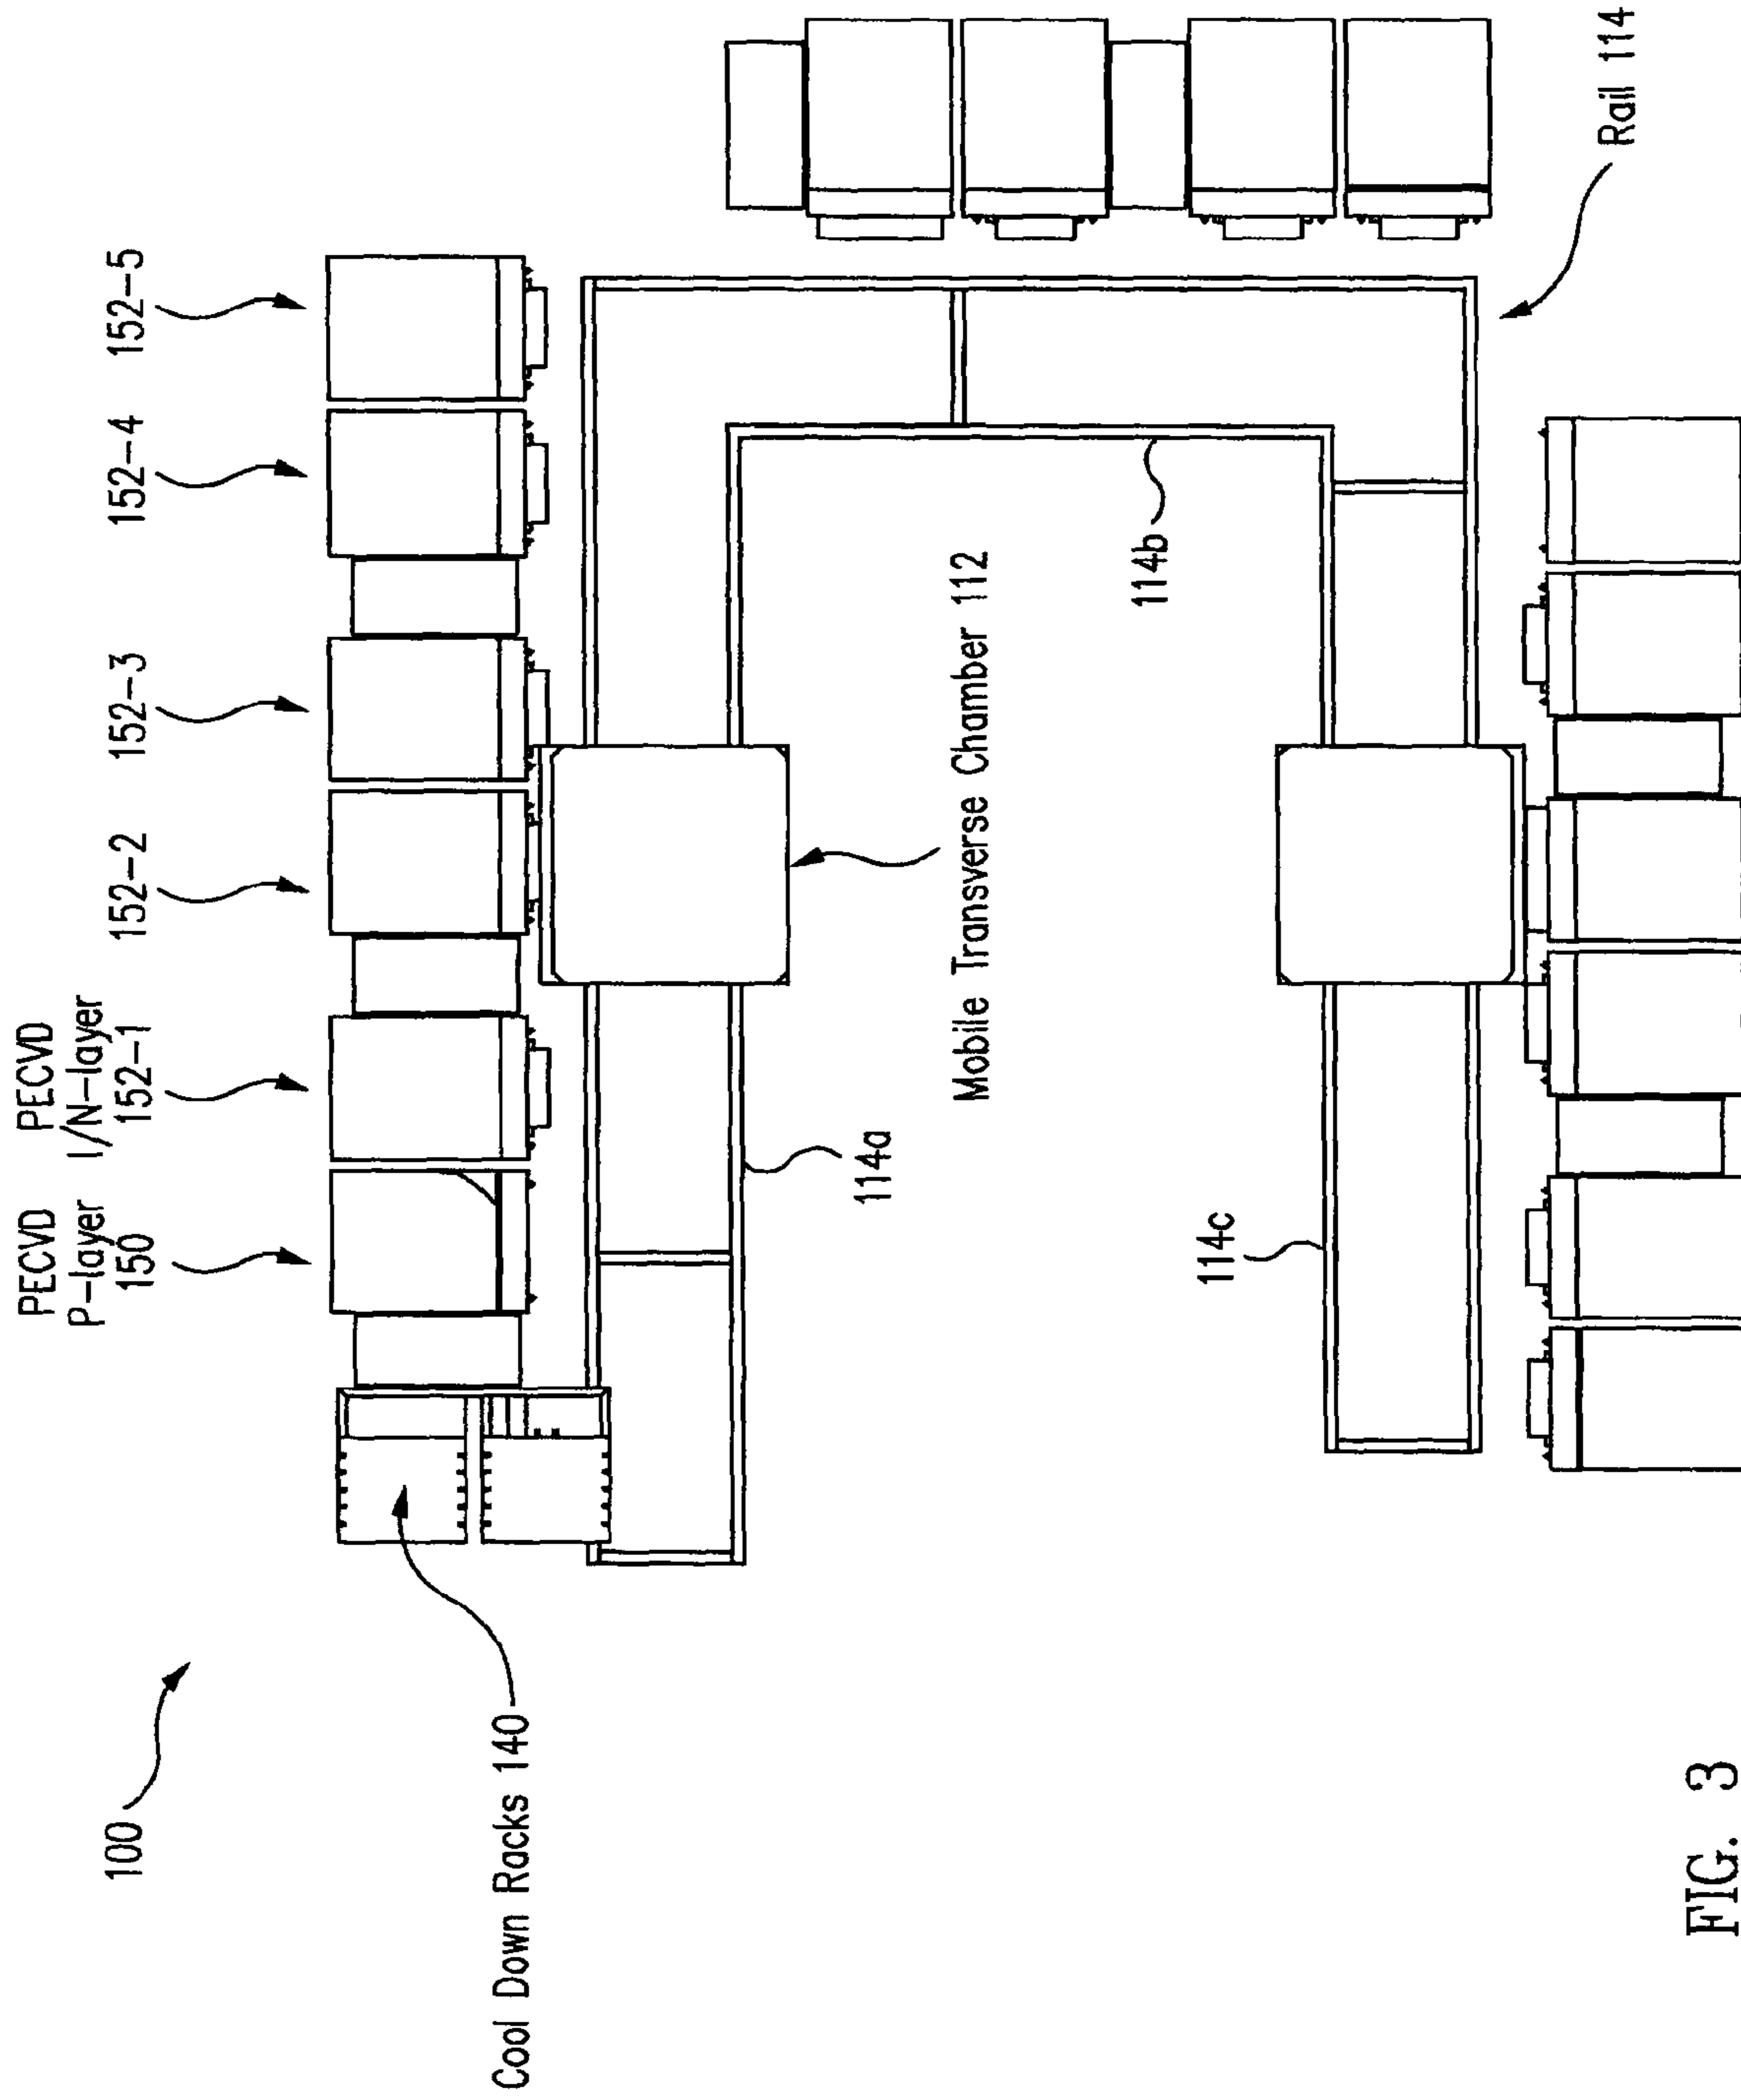 100
Cool Down Racks 140
PECVD
P-layer
150
PECVD
I/N-layer
152-1
152-2
152-3
152-4
152-5
Mobile Transverse Chamber 112
114a
114b
114c
Rail 114
FIG. 3